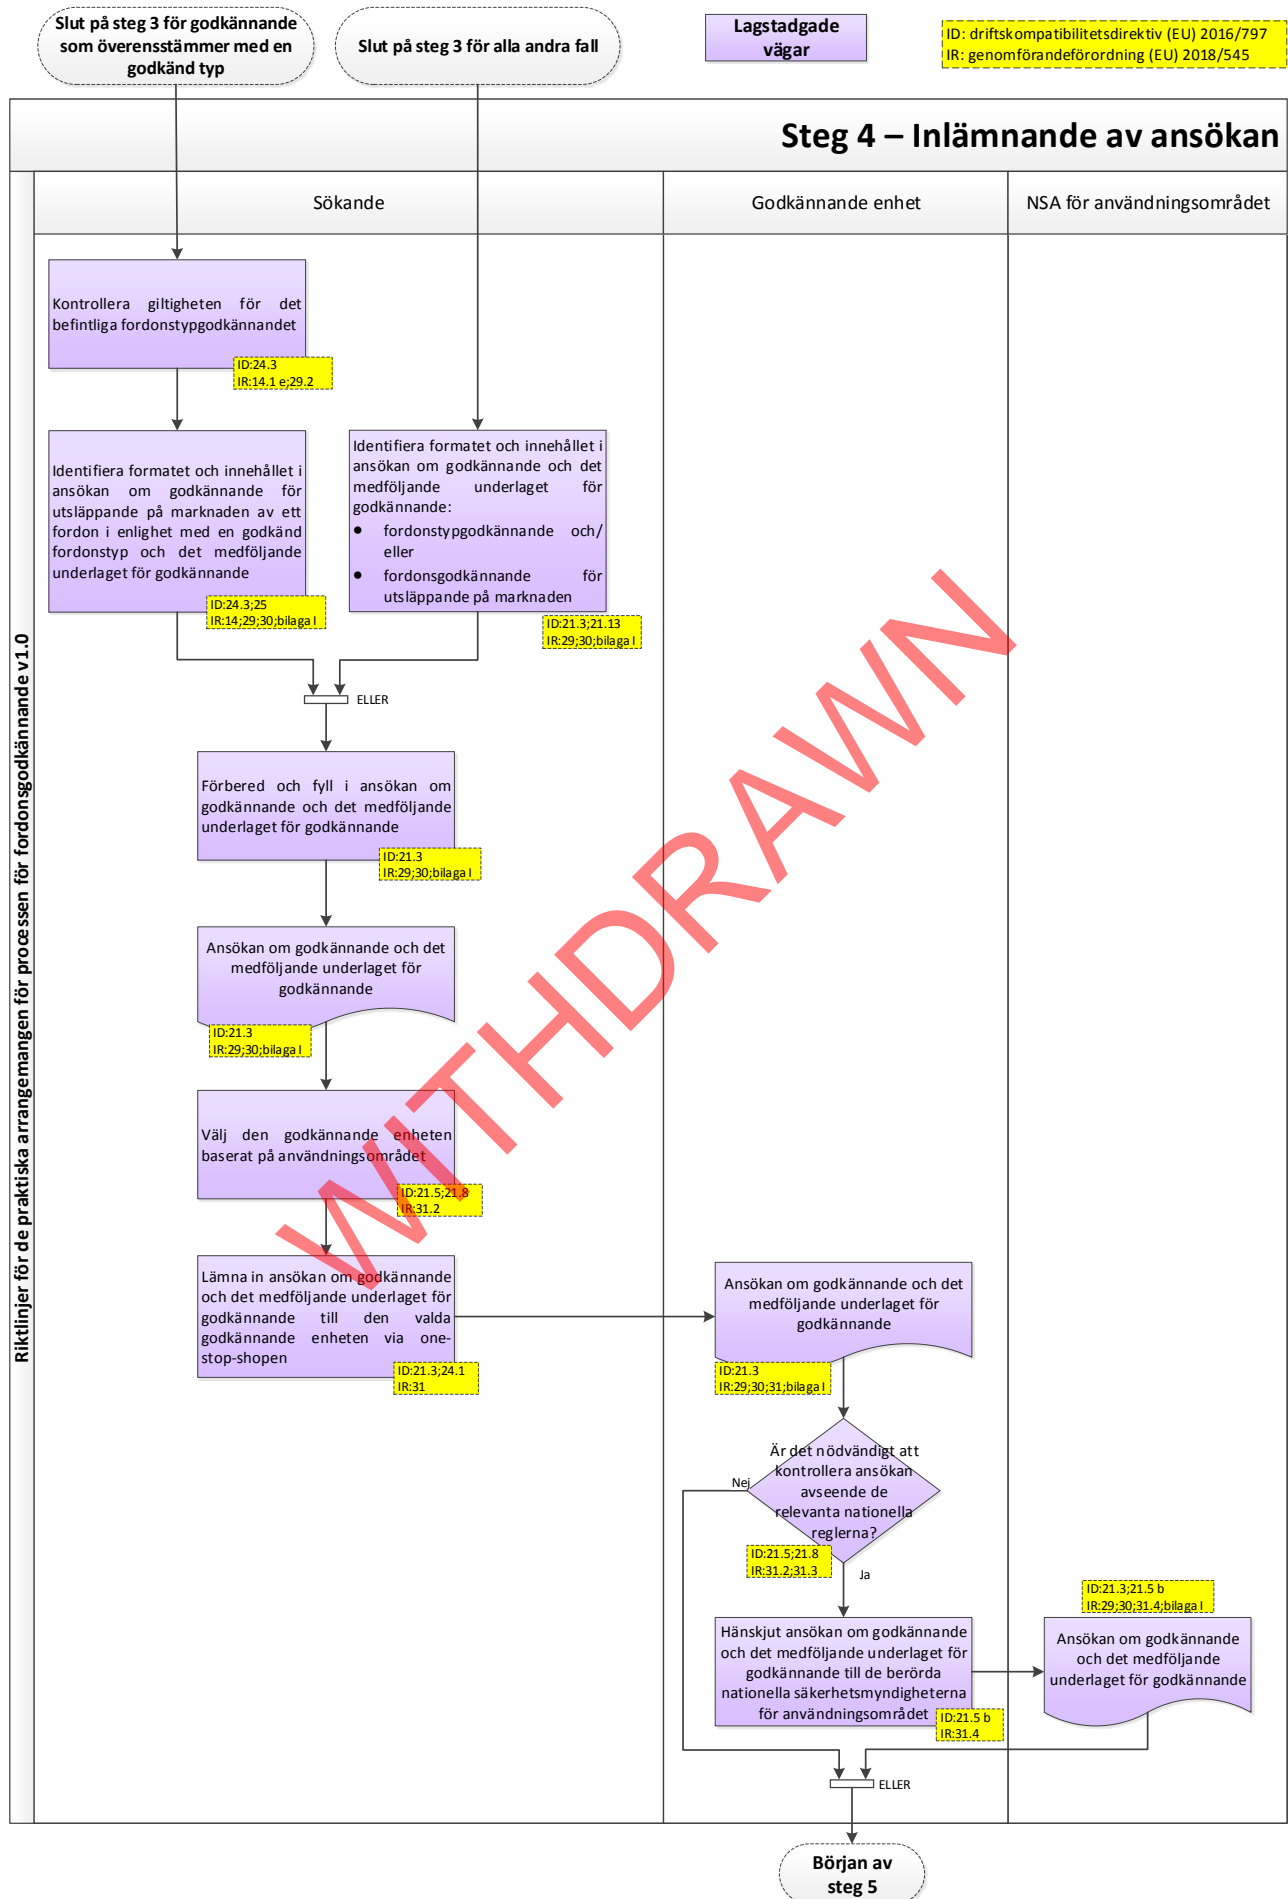 Slut på steg 3 för godkännande
som överensstämmer med en
godkänd typ
Slut på steg 3 för alla andra fall
Lagstadgade
vägar
ID: driftskompatibilitetsdirektiv (EU) 2016/797
IR: genomförandeförordning (EU) 2018/545
Steg 4 – Inlämnande av ansökan
Riktlinjer för de praktiska arrangemangen för processen för fordonsgodkännande v1.0
Sökande
Godkännande enhet
NSA för användningsområdet
Kontrollera giltigheten för det
befintliga fordonstypgodkännandet
ID:24.3
IR:14.1 e;29.2
Identifiera formatet och innehållet i
ansökan om godkännande för
utsläppande på marknaden av ett
fordon i enlighet med en godkänd
fordonstyp och det medföljande
underlaget för godkännande
ID:24.3;25
IR:14;29;30;bilaga I
Identifiera formatet och innehållet i
ansökan om godkännande och det
medföljande underlaget för
godkännande:
● fordonstypgodkännande och/
eller
● fordonsgodkännande för
utsläppande på marknaden
ID:21.3;21.13
IR:29;30;bilaga I
ELLER
Förbered och fyll i ansökan om
godkännande och det medföljande
underlaget för godkännande
ID:21.3
IR:29;30;bilaga I
Ansökan om godkännande och det
medföljande underlaget för
godkännande
ID:21.3
IR:29;30;bilaga I
Välj den godkännande enheten
baserat på användningsområdet
ID:21.5;21.8
IR:31.2
Lämna in ansökan om godkännande
och det medföljande underlaget för
godkännande till den valda
godkännande enheten via one-
stop-shopen
ID:21.3;24.1
IR:31
Ansökan om godkännande och det
medföljande underlaget för
godkännande
ID:21.3
IR:29;30;31;bilaga I
Är det nödvändigt att
kontrollera ansökan
avseende de
relevanta nationella
reglerna?
Nej
ID:21.5;21.8
IR:31.2;31.3
Ja
Hänskjut ansökan om godkännande
och det medföljande underlaget för
godkännande till de berörda
nationella säkerhetsmyndigheterna
för användningsområdet
ID:21.5 b
IR:31.4
ID:21.3;21.5 b
IR:29;30;31.4;bilaga I
Ansökan om godkännande
och det medföljande
underlaget för godkännande
ELLER
Början av
steg 5
WITHDRAWN